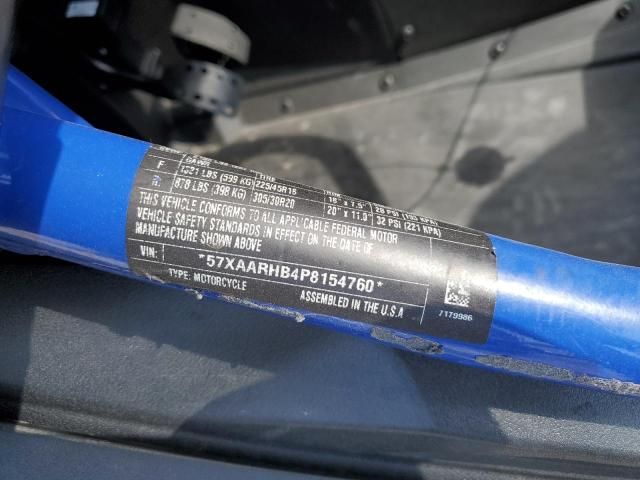 GAWR TIRE
F 1321 LBS (599 KG) 225/45R18 18" x 7.5" 28 PSI (193 KPA)
R: 878 LBS (398 KG) 305/30R20 20" x 11.0" 32 PSI (221 KPA)
THIS VEHICLE CONFORMS TO ALL APPLICABLE FEDERAL MOTOR
VEHICLE SAFETY STANDARDS IN EFFECT ON THE DATE OF
MANUFACTURE SHOWN ABOVE
VIN: *57XAARHB4P8154760*
TYPE: MOTORCYCLE ASSEMBLED IN THE U.S.A
7179986